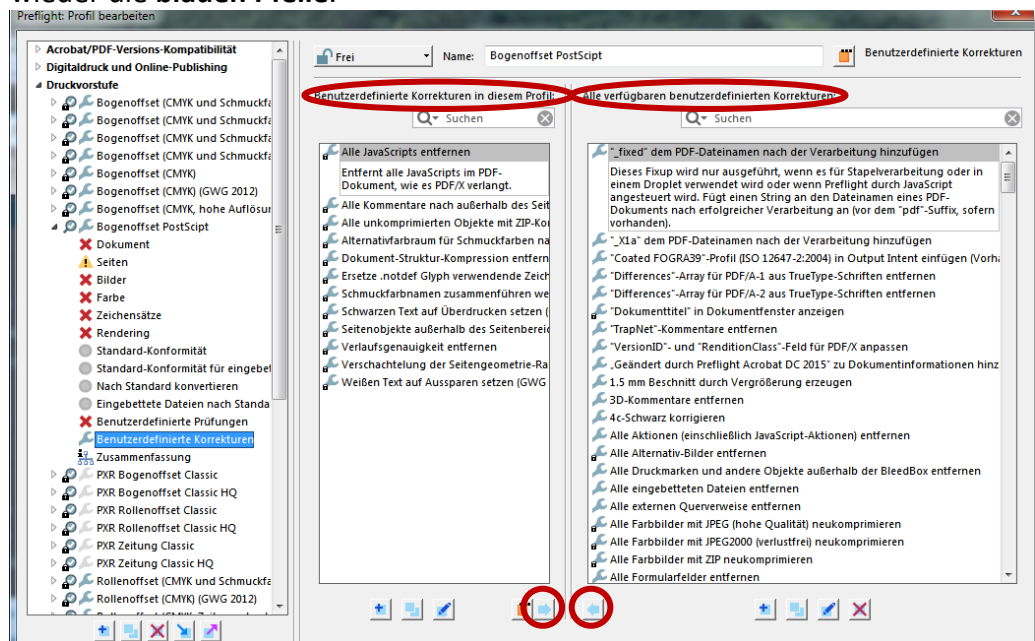 wieder die blauen Pfeile.
Preflight: Profil bearbeiten
Acrobat/PDF-Versions-Kompatibilität
Digitaldruck und Online-Publishing
Druckvorstufe
Bogenoffset (CMYK und Schmuckfa
Bogenoffset (CMYK und Schmuckfa
Bogenoffset (CMYK und Schmuckfa
Bogenoffset (CMYK und Schmuckfa
Bogenoffset (CMYK)
Bogenoffset (CMYK) (GWG 2012)
Bogenoffset (CMYK, hohe Auflösur
Bogenoffset PostScipt
Dokument
Seiten
Bilder
Farbe
Zeichensätze
Rendering
Standard-Konformität
Standard-Konformität für eingebet
Nach Standard konvertieren
Eingebettete Dateien nach Standa
Benutzerdefinierte Prüfungen
Benutzerdefinierte Korrekturen
Zusammenfassung
PXR Bogenoffset Classic
PXR Bogenoffset Classic HQ
PXR Rollenoffset Classic
PXR Rollenoffset Classic HQ
PXR Zeitung Classic
PXR Zeitung Classic HQ
Rollenoffset (CMYK und Schmuckfa
Rollenoffset (CMYK) (GWG 2012)
Frei
Name: Bogenoffset PostScipt
Benutzerdefinierte Korrekturen
Benutzerdefinierte Korrekturen in diesem Profil:
Suchen
Alle JavaScripts entfernen
Entfernt alle JavaScripts im PDF-
Dokument, wie es PDF/X verlangt.
Alle Kommentare nach außerhalb des Seit
Alle unkomprimierten Objekte mit ZIP-Kor
Alternativfarbraum für Schmuckfarben na
Dokument-Struktur-Kompression entfern
Ersetze .notdef Glyph verwendende Zeich
Schmuckfarbnamen zusammenführen we
Schwarzen Text auf Überdrucken setzen (
Seitenobjekte außerhalb des Seitenbereic
Verlaufsgenauigkeit entfernen
Verschachtelung der Seitengeometrie-Ra
Weißen Text auf Aussparen setzen (GWG
Alle verfügbaren benutzerdefinierten Korrekturen:
Suchen
"_fixed" dem PDF-Dateinamen nach der Verarbeitung hinzufügen
Dieses Fixup wird nur ausgeführt, wenn es für Stapelverarbeitung oder in
einem Droplet verwendet wird oder wenn Preflight durch JavaScript
angesteuert wird. Fügt einen String an den Dateinamen eines PDF-
Dokuments nach erfolgreicher Verarbeitung an (vor dem "pdf"-Suffix, sofern
vorhanden).
"_X1a" dem PDF-Dateinamen nach der Verarbeitung hinzufügen
"Coated FOGRA39"-Profil (ISO 12647-2:2004) in Output Intent einfügen (Vorha
"Differences"-Array für PDF/A-1 aus TrueType-Schriften entfernen
"Differences"-Array für PDF/A-2 aus TrueType-Schriften entfernen
"Dokumenttitel" in Dokumentfenster anzeigen
"TrapNet"-Kommentare entfernen
"VersionID"- und "RenditionClass"-Feld für PDF/X anpassen
„Geändert durch Preflight Acrobat DC 2015" zu Dokumentinformationen hinz
1.5 mm Beschnitt durch Vergrößerung erzeugen
3D-Kommentare entfernen
4c-Schwarz korrigieren
Alle Aktionen (einschließlich JavaScript-Aktionen) entfernen
Alle Alternativ-Bilder entfernen
Alle Druckmarken und andere Objekte außerhalb der BleedBox entfernen
Alle eingebetteten Dateien entfernen
Alle externen Querverweise entfernen
Alle Farbbilder mit JPEG (hohe Qualität) neukomprimieren
Alle Farbbilder mit JPEG2000 (verlustfrei) neukomprimieren
Alle Farbbilder mit ZIP neukomprimieren
Alle Formularfelder entfernen